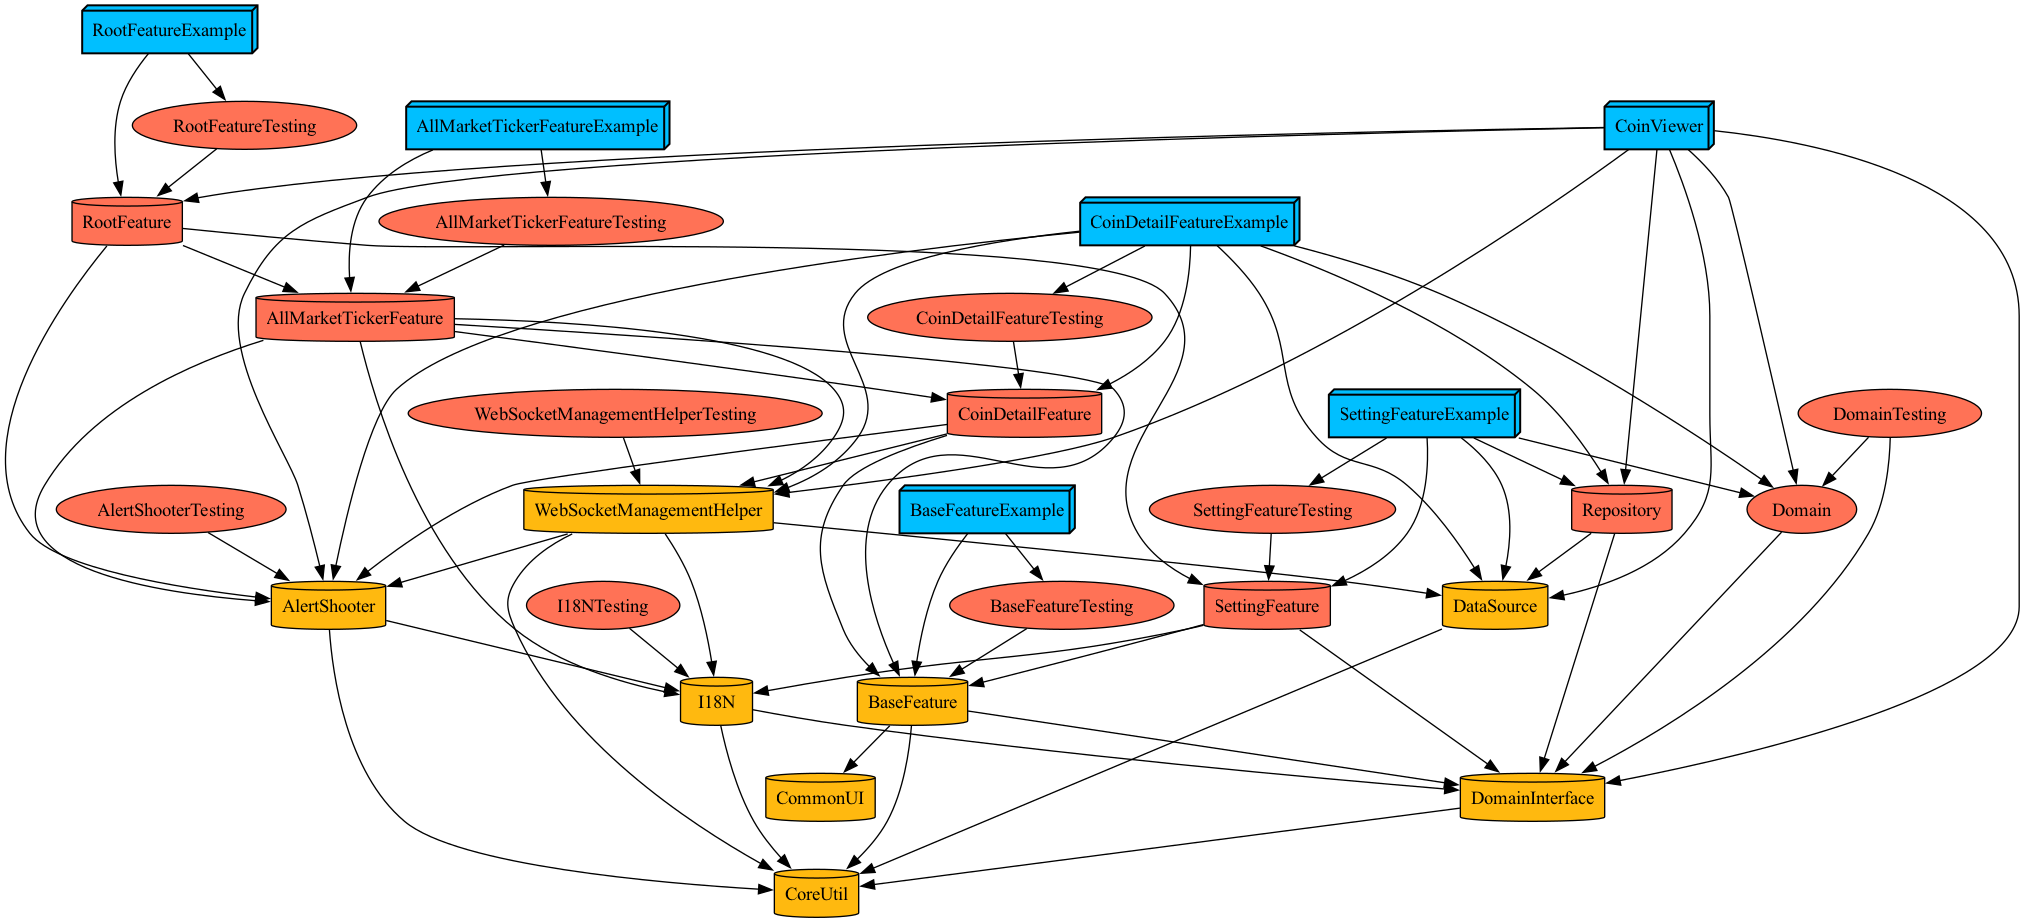 RootFeatureExample
RootFeatureTesting
AllMarketTickerFeatureExample
CoinViewer
RootFeature
AllMarketTickerFeatureTesting
CoinDetailFeatureExample
AllMarketTickerFeature
CoinDetailFeatureTesting
WebSocketManagementHelperTesting
CoinDetailFeature
SettingFeatureExample
DomainTesting
AlertShooterTesting
WebSocketManagementHelper
BaseFeatureExample
SettingFeatureTesting
Repository
Domain
AlertShooter
I18NTesting
BaseFeatureTesting
SettingFeature
DataSource
I18N
BaseFeature
CommonUI
DomainInterface
CoreUtil